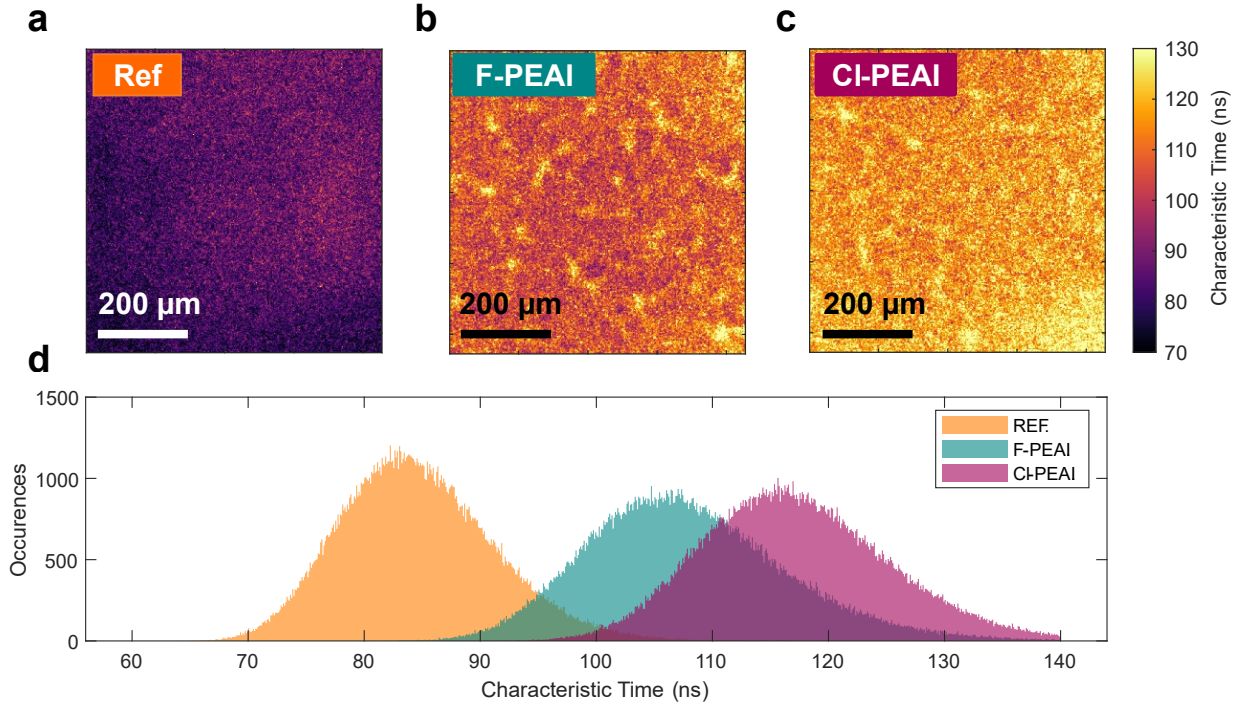 a
b
c
Ref
F-PEAI
Cl-PEAI
200 µm
200 µm
200 µm
130
120
110
100
90
80
70
Characteristic Time (ns)
d
1500
1000
500
0
Occurences
REF.
F-PEAI
Cl-PEAI
60
70
80
90
100
110
120
130
140
Characteristic Time (ns)